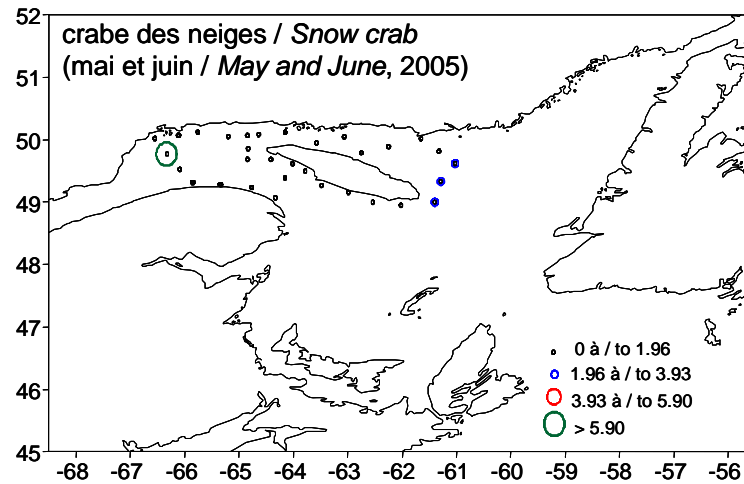 crabe des neiges / Snow crab
(mai et juin / May and June, 2005)
52
51
50
49
48
47
46
45
0 à / to 1.96
1.96 à / to 3.93
3.93 à / to 5.90
> 5.90
-68 -67 -66 -65 -64 -63 -62 -61 -60 -59 -58 -57 -56